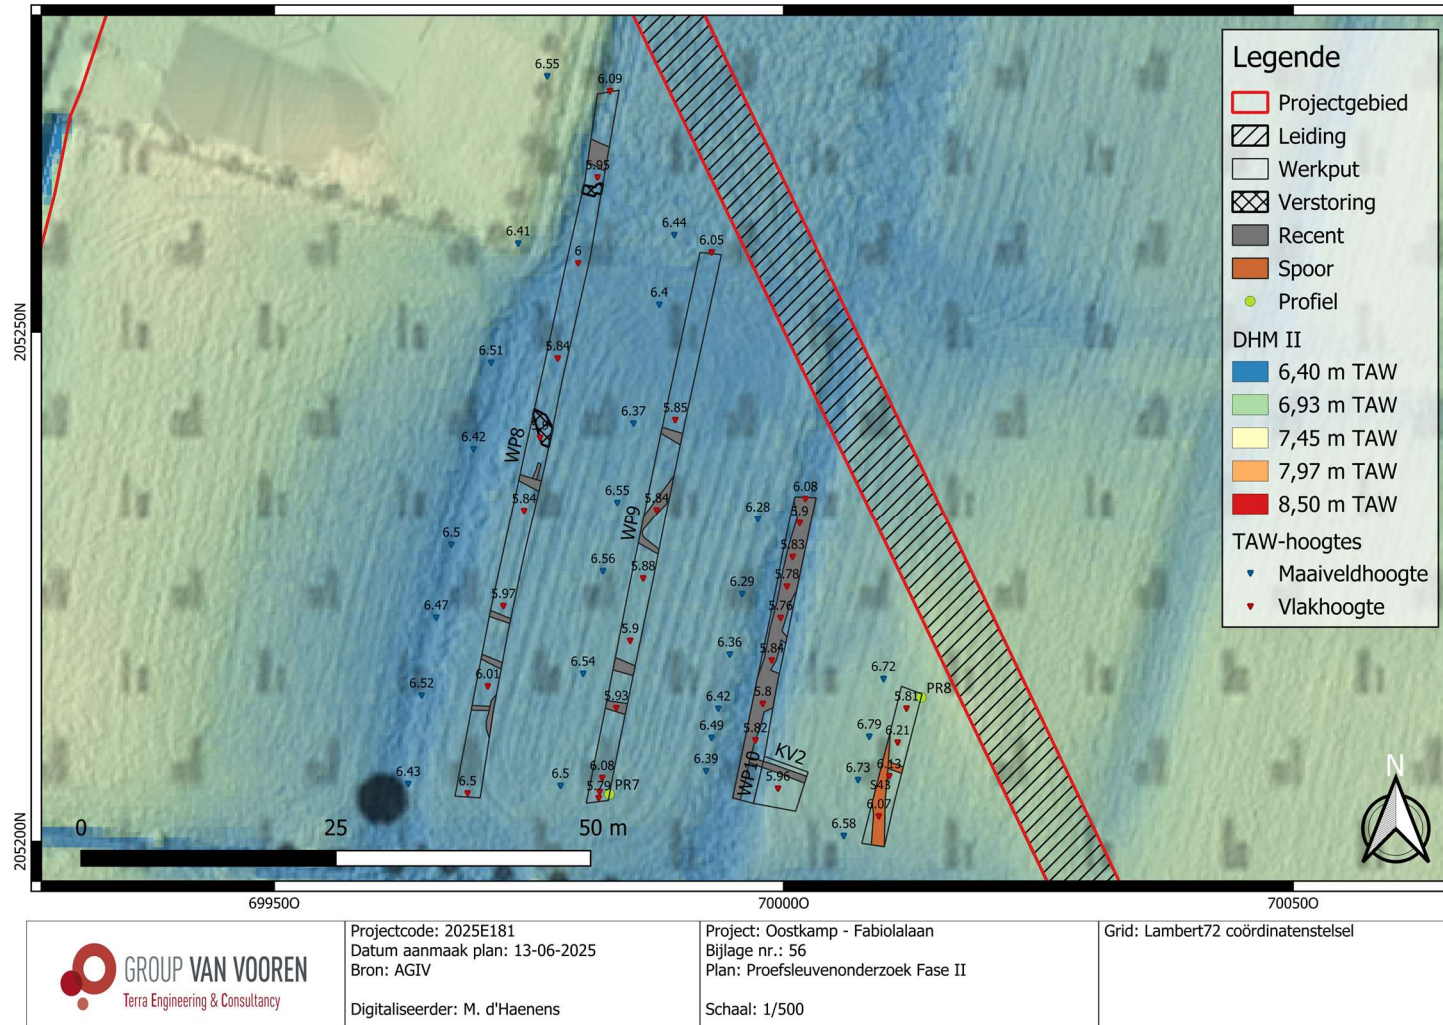 Legende
Projectgebied
Leiding
Werkput
Verstoring
Recent
Spoor
Profiel
DHM II
6,40 m TAW
6,93 m TAW
7,45 m TAW
7,97 m TAW
8,50 m TAW
TAW-hoogtes
Maaiveldhoogte
Vlakhoogte
6.55
6.09
5.95
6.41
6
6.44
6.05
6.4
6.51
5.84
6.37
5.85
6.42
WP8
5.84
6.55
5.84
WP9
6.28
6.08
5.9
6.5
5.83
6.56
5.88
5.78
6.29
5.97
5.76
6.47
5.9
6.36
5.84
6.54
6.01
6.52
5.93
6.42
5.8
6.72
5.81
PR8
6.49
5.82
6.79
6.21
KV2
6.39
WP10
5.96
6.73
6.13
S43
6.07
6.58
6.43
6.5
6.5
6.08
5.79
PR7
0
25
50 m
N
205250N
205200N
69950O
70000O
70050O
GROUP VAN VOOREN
Terra Engineering & Consultancy
Projectcode: 2025E181
Datum aanmaak plan: 13-06-2025
Bron: AGIV
Digitaliseerder: M. d'Haenens
Project: Oostkamp - Fabiolalaan
Bijlage nr.: 56
Plan: Proefsleuvenonderzoek Fase II
Schaal: 1/500
Grid: Lambert72 coördinatenstelsel